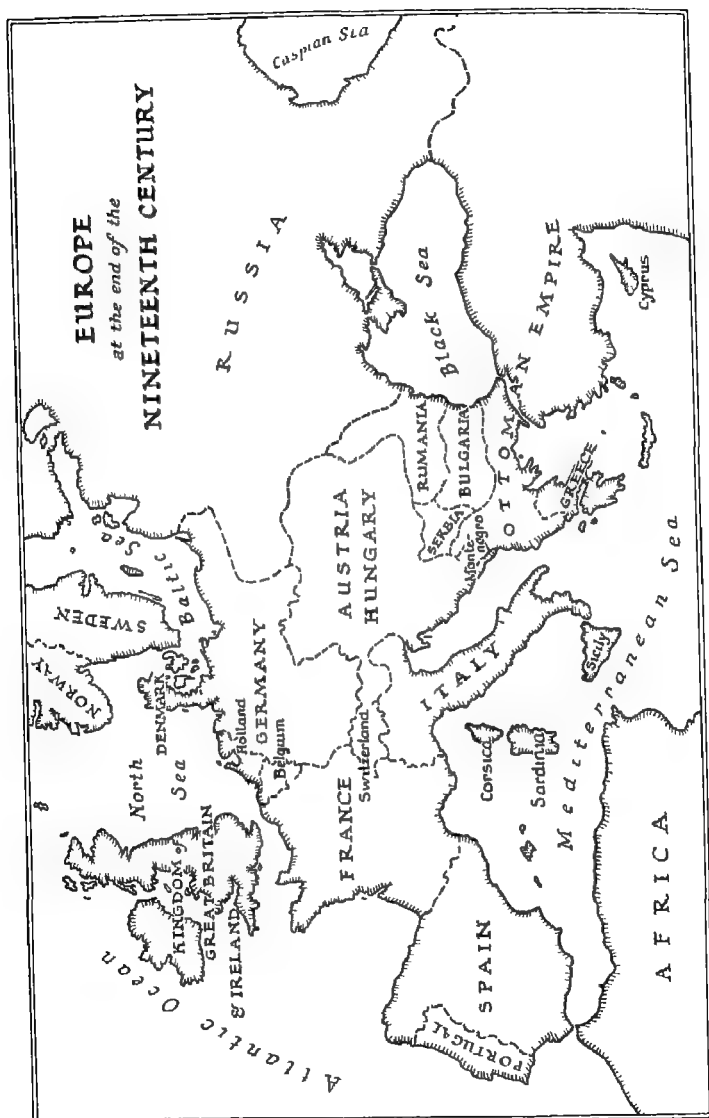 EUROPE
at the end of the
NINETEENTH CENTURY
Caspian Sea
RUSSIA
NORWAY
SWEDEN
Baltic Sea
DENMARK
North
Sea
Atlantic Ocean
KINGDOM of
GREAT BRITAIN
& IRELAND
Holland
GERMANY
Belgium
FRANCE
Switzerland
AUSTRIA
HUNGARY
RUMANIA
BULGARIA
SERBIA
Monte-
negro
Black Sea
OTTOMAN EMPIRE
GREECE
Cyprus
ITALY
Corsica
Sardinia
Sicily
Mediterranean Sea
SPAIN
PORTUGAL
AFRICA